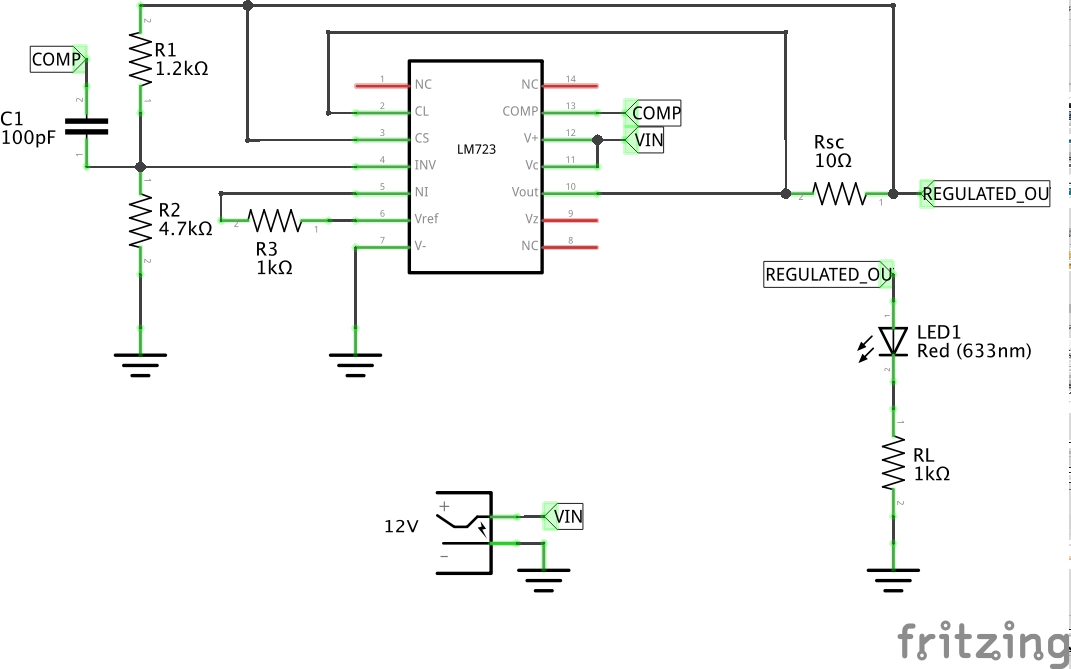 COMP
R1
1.2kΩ
C1
100pF
R2
4.7kΩ
R3
1kΩ
LM723
1 NC
2 CL
3 CS
4 INV
5 NI
6 Vref
7 V-
NC 14
COMP 13
V+ 12
Vc 11
Vout 10
Vz 9
NC 8
COMP
VIN
Rsc
10Ω
REGULATED_OU
REGULATED_OU
LED1
Red (633nm)
RL
1kΩ
12V
+
−
VIN
2
1
2
1
1
2
2
1
2
1
1
2
1
2
fritzing